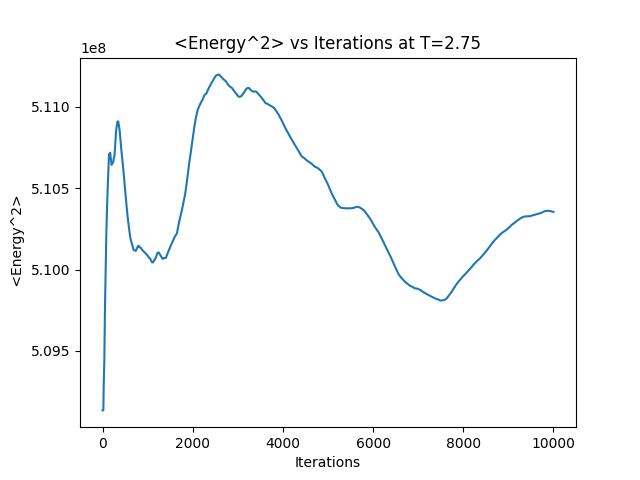 <Energy^2> vs Iterations at T=2.75
1e8
5.110
5.105
5.100
5.095
<Energy^2>
0 2000 4000 6000 8000 10000
Iterations